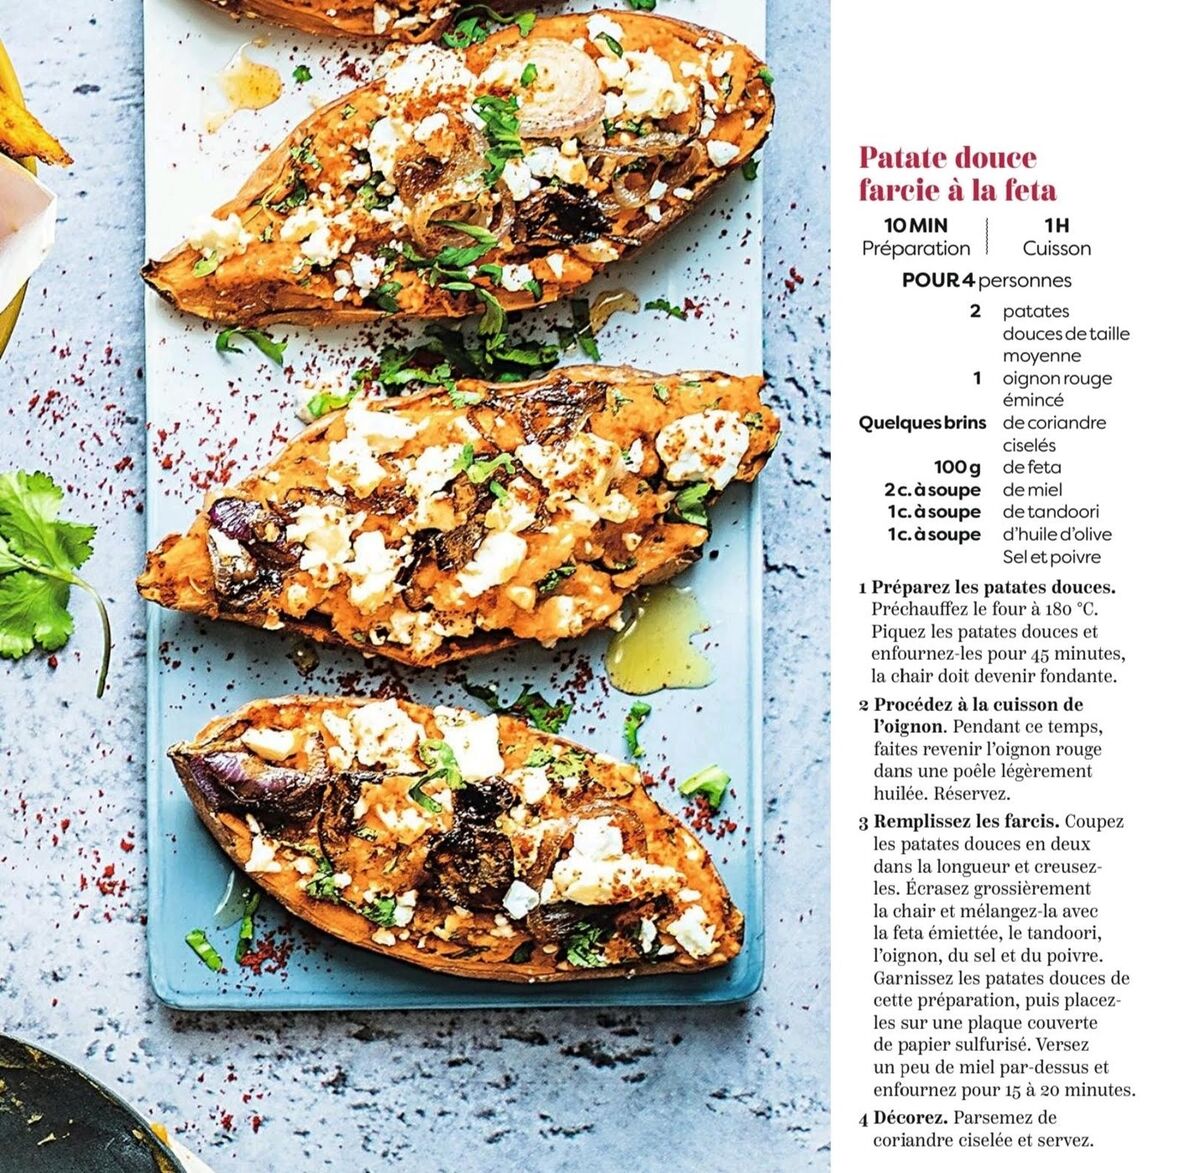 Patate douce
farcie à la feta
10 MIN
Préparation
1 H
Cuisson
POUR 4 personnes
2 patates
douces de taille
moyenne
1 oignon rouge
émincé
Quelques brins de coriandre
ciselés
100 g de feta
2 c. à soupe de miel
1 c. à soupe de tandoori
1 c. à soupe d’huile d’olive
Sel et poivre
1 Préparez les patates douces.
Préchauffez le four à 180 °C.
Piquez les patates douces et
enfournez-les pour 45 minutes,
la chair doit devenir fondante.
2 Procédez à la cuisson de
l’oignon. Pendant ce temps,
faites revenir l’oignon rouge
dans une poêle légèrement
huilée. Réservez.
3 Remplissez les farcis. Coupez
les patates douces en deux
dans la longueur et creusez-
les. Écrasez grossièrement
la chair et mélangez-la avec
la feta émiettée, le tandoori,
l’oignon, du sel et du poivre.
Garnissez les patates douces de
cette préparation, puis placez-
les sur une plaque couverte
de papier sulfurisé. Versez
un peu de miel par-dessus et
enfournez pour 15 à 20 minutes.
4 Décorez. Parsemez de
coriandre ciselée et servez.